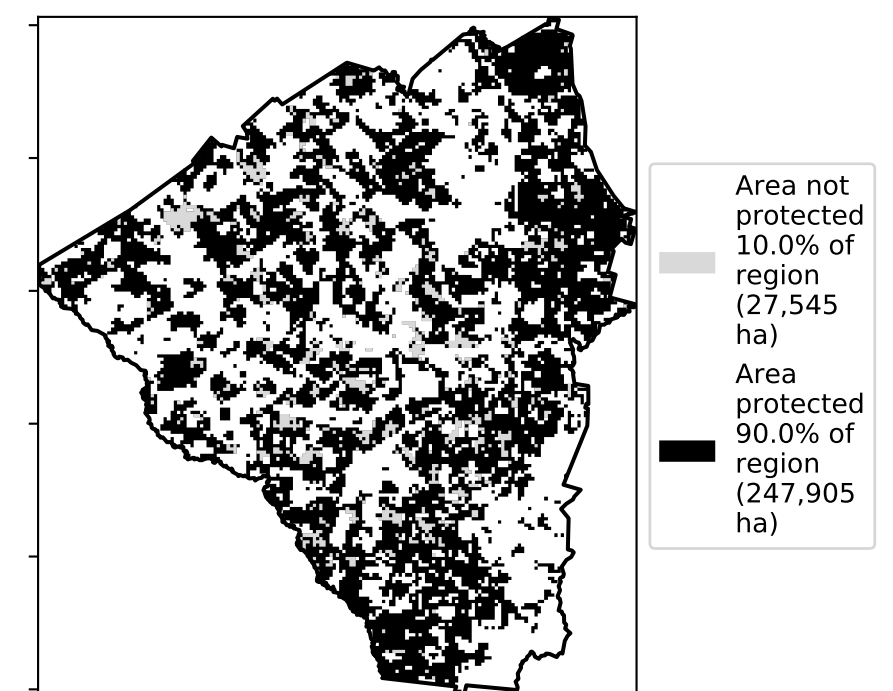 Area not
protected
10.0% of
region
(27,545
ha)
Area
protected
90.0% of
region
(247,905
ha)